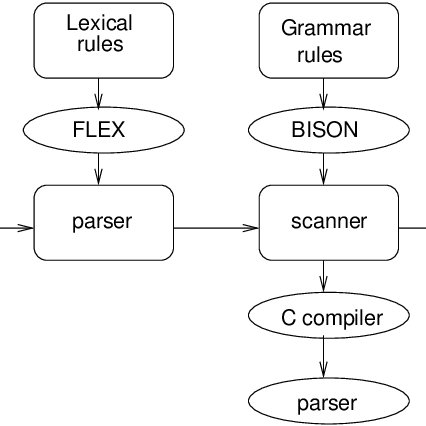 Lexical
rules
Grammar
rules
FLEX
BISON
parser
scanner
C compiler
parser